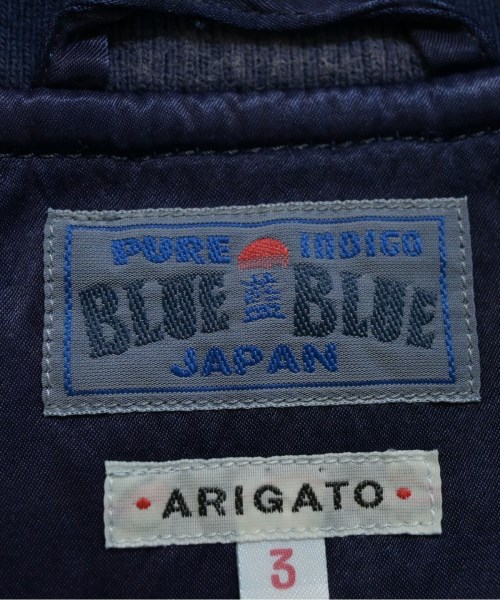 PURE INDIGO
BLUE 藍 BLUE
JAPAN
• ARIGATO •
3